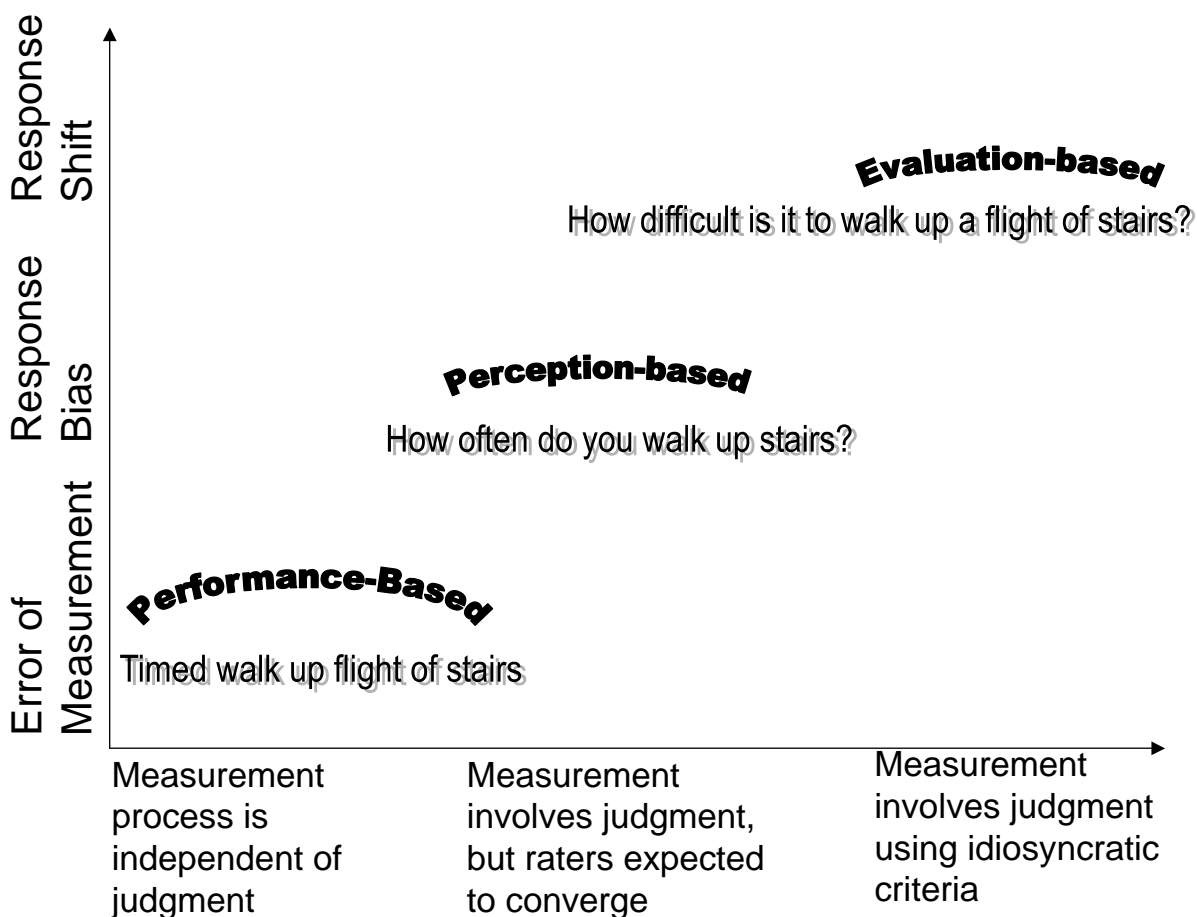 Response
Shift
Response
Bias
Error of
Measurement
Evaluation-based
How difficult is it to walk up a flight of stairs?
Perception-based
How often do you walk up stairs?
Performance-Based
Timed walk up flight of stairs
Measurement
process is
independent of
judgment
Measurement
involves judgment,
but raters expected
to converge
Measurement
involves judgment
using idiosyncratic
criteria